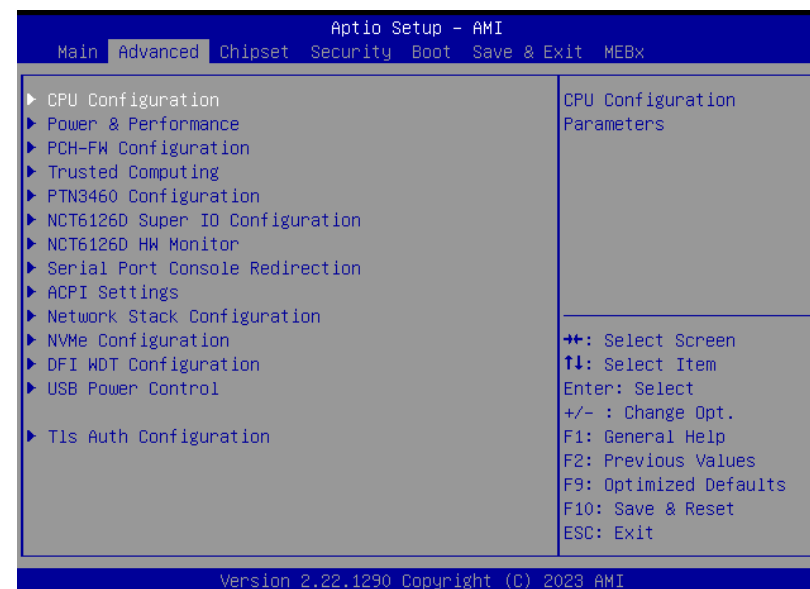 Aptio Setup – AMI
Main Advanced Chipset Security Boot Save & Exit MEBx
CPU Configuration
Power & Performance
PCH-FW Configuration
Trusted Computing
PTN3460 Configuration
NCT6126D Super IO Configuration
NCT6126D HW Monitor
Serial Port Console Redirection
ACPI Settings
Network Stack Configuration
NVMe Configuration
DFI WDT Configuration
USB Power Control
Tls Auth Configuration
CPU Configuration
Parameters
→←: Select Screen
↑↓: Select Item
Enter: Select
+/- : Change Opt.
F1: General Help
F2: Previous Values
F9: Optimized Defaults
F10: Save & Reset
ESC: Exit
Version 2.22.1290 Copyright (C) 2023 AMI